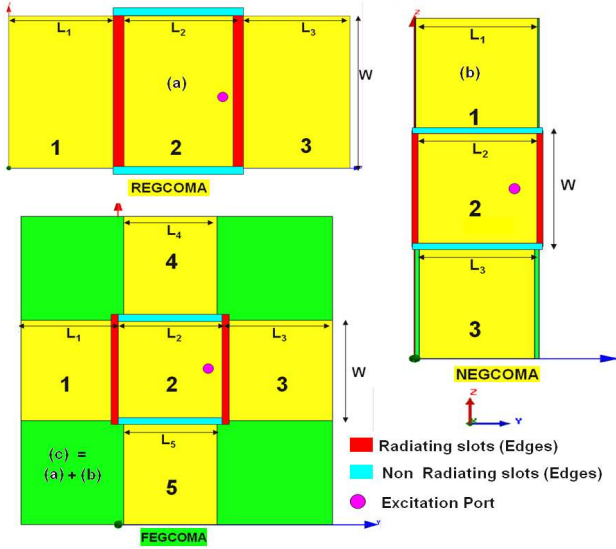 L1
L2
L3
W
(a)
1
2
3
REGCOMA
Z
L1
(b)
1
L2
W
2
L3
3
NEGCOMA
L4
4
L1
L2
L3
W
1
2
3
L5
(c) =
(a) + (b)
5
FEGCOMA
Y
Z
Y
Radiating slots (Edges)
Non Radiating slots (Edges)
Excitation Port